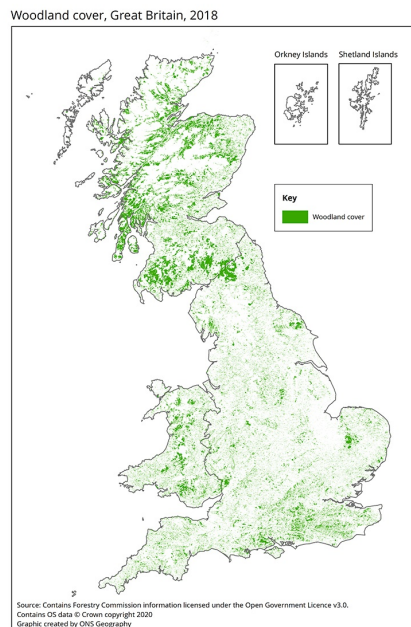 Woodland cover, Great Britain, 2018
Orkney Islands
Shetland Islands
Key
Woodland cover
Source: Contains Forestry Commission information licensed under the Open Government Licence v3.0.
Contains OS data © Crown copyright 2020
Graphic created by ONS Geography